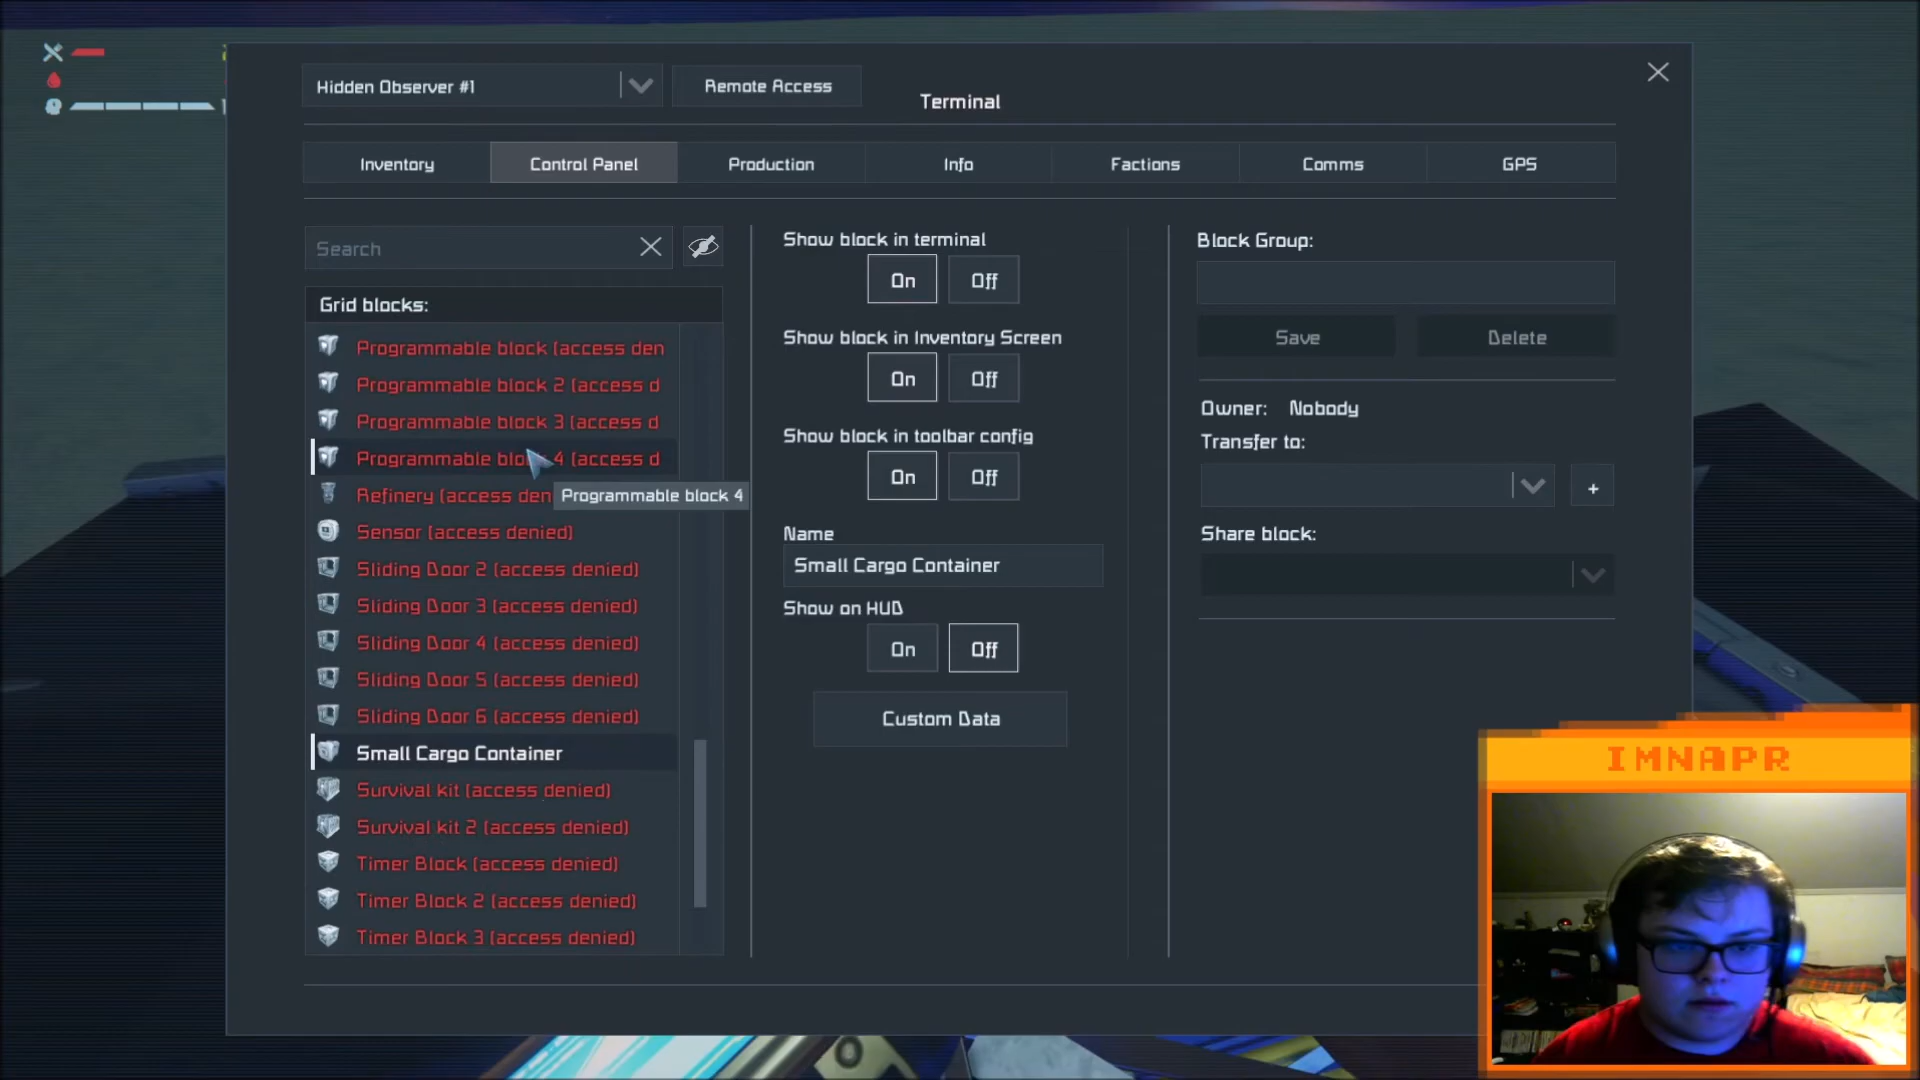 Hidden Observer #1
Remote Access
Terminal
Inventory
Control Panel
Production
Info
Factions
Comms
GPS
Search
Grid blocks:
Programmable block (access den
Programmable block 2 (access d
Programmable block 3 (access d
Programmable block 4 (access d
Refinery (access den
Programmable block 4
Sensor (access denied)
Sliding Door 2 (access denied)
Sliding Door 3 (access denied)
Sliding Door 4 (access denied)
Sliding Door 5 (access denied)
Sliding Door 6 (access denied)
Small Cargo Container
Survival kit (access denied)
Survival kit 2 (access denied)
Timer Block (access denied)
Timer Block 2 (access denied)
Timer Block 3 (access denied)
Show block in terminal
On Off
Show block in Inventory Screen
On Off
Show block in toolbar config
On Off
Name
Small Cargo Container
Show on HUD
On Off
Custom Data
Block Group:
Save
Delete
Owner: Nobody
Transfer to:
+
Share block:
IMNAPR